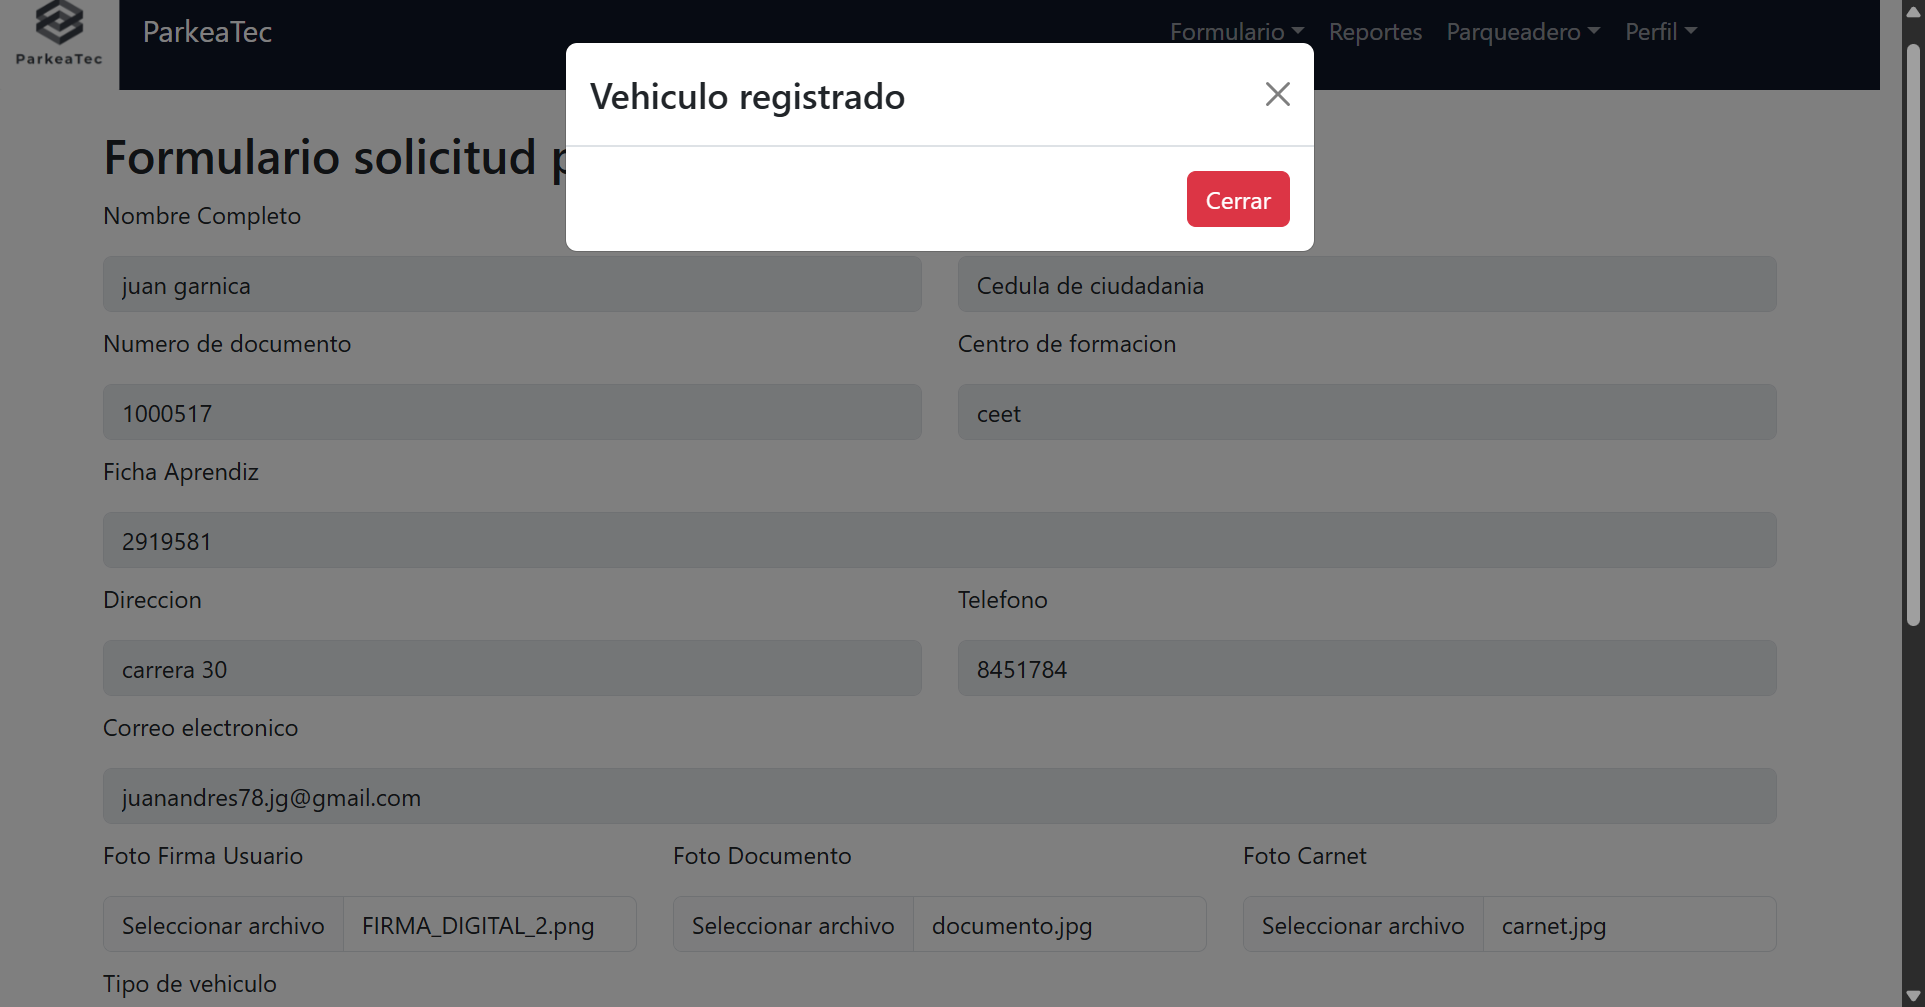 ParkeaTec
ParkeaTec
Formulario
Reportes
Parqueadero
Perfil
Vehiculo registrado
Cerrar
Formulario solicitud p
Nombre Completo
juan garnica
Cedula de ciudadania
Numero de documento
Centro de formacion
1000517
ceet
Ficha Aprendiz
2919581
Direccion
Telefono
carrera 30
8451784
Correo electronico
juanandres78.jg@gmail.com
Foto Firma Usuario
Foto Documento
Foto Carnet
Seleccionar archivo FIRMA_DIGITAL_2.png
Seleccionar archivo documento.jpg
Seleccionar archivo carnet.jpg
Tipo de vehiculo